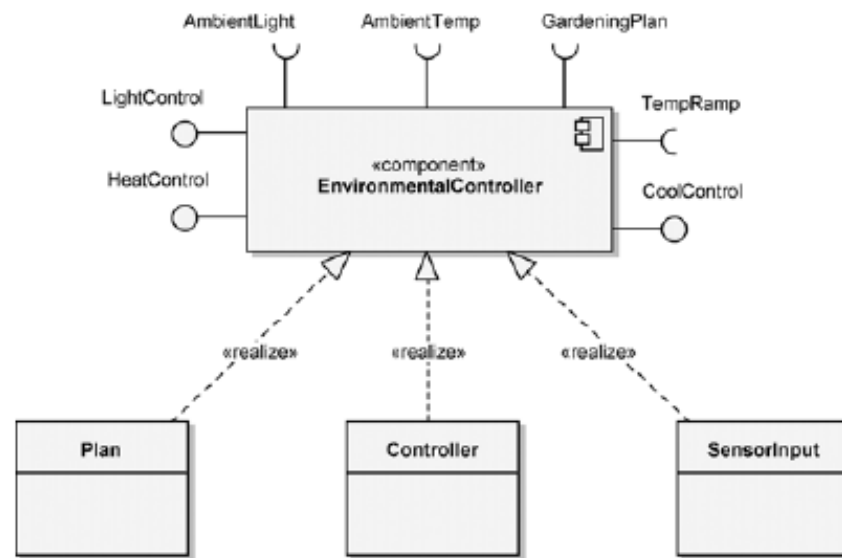 AmbientLight
AmbientTemp
GardeningPlan
LightControl
TempRamp
«component»
EnvironmentalController
HeatControl
CoolControl
«realize»
«realize»
«realize»
Plan
Controller
SensorInput